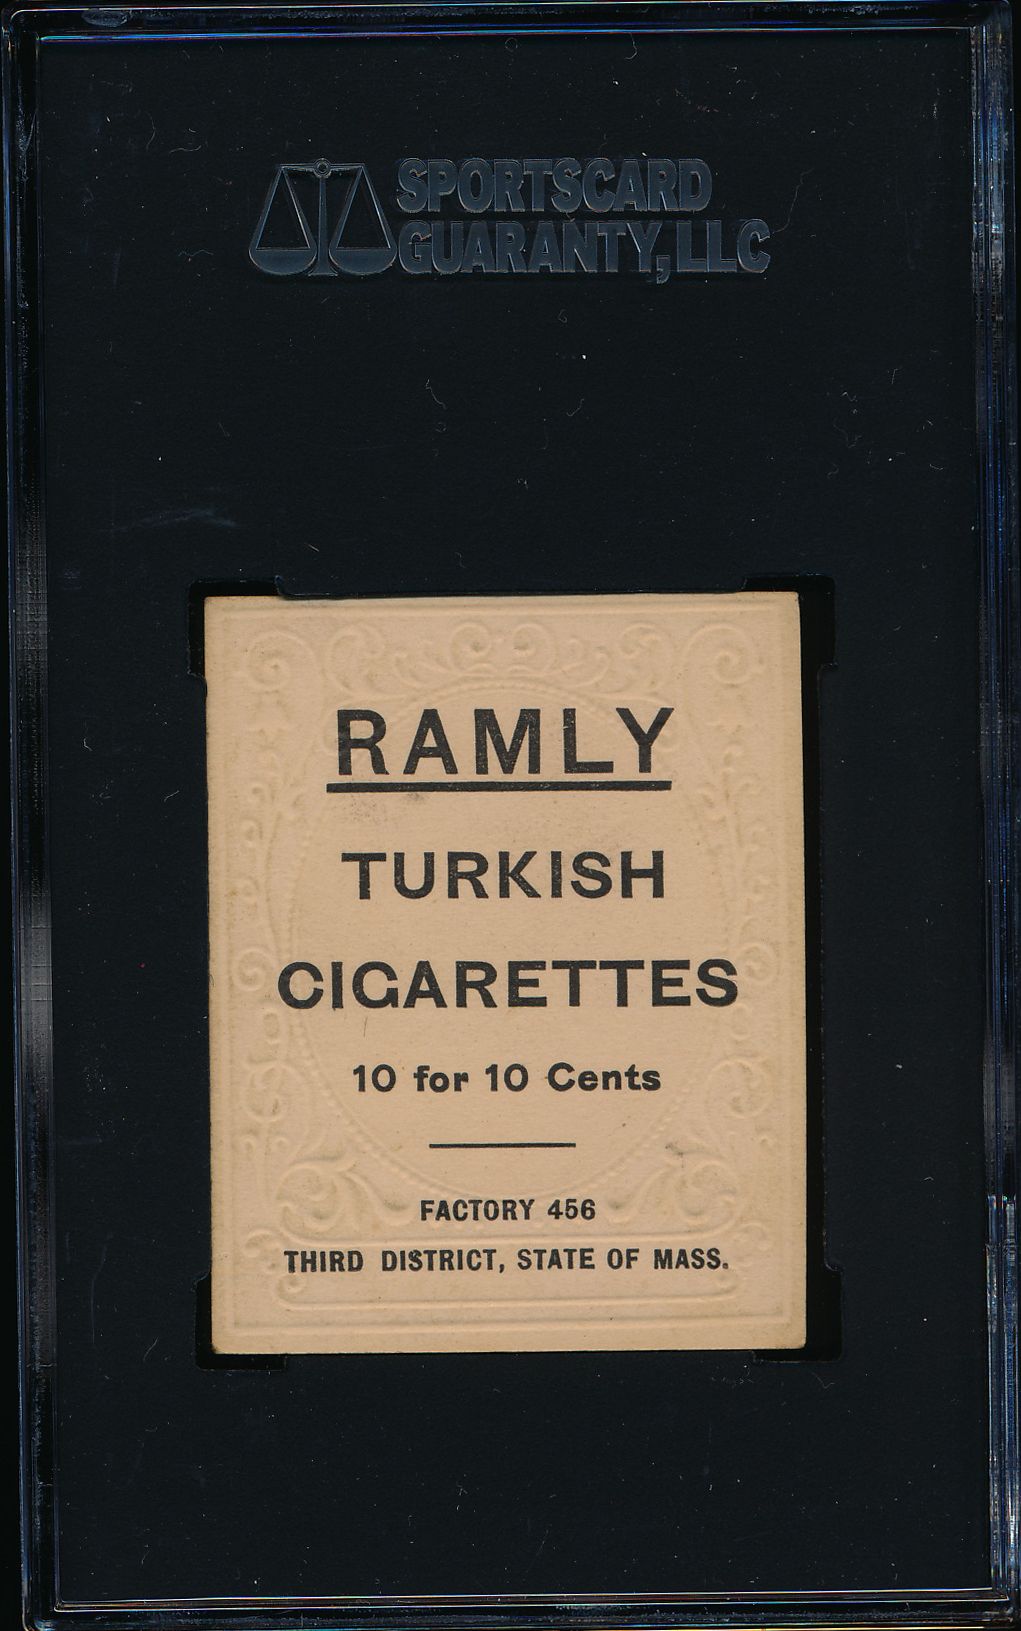 SPORTSCARD
GUARANTY, LLC
RAMLY
TURKISH
CIGARETTES
10 for 10 Cents
FACTORY 456
THIRD DISTRICT, STATE OF MASS.